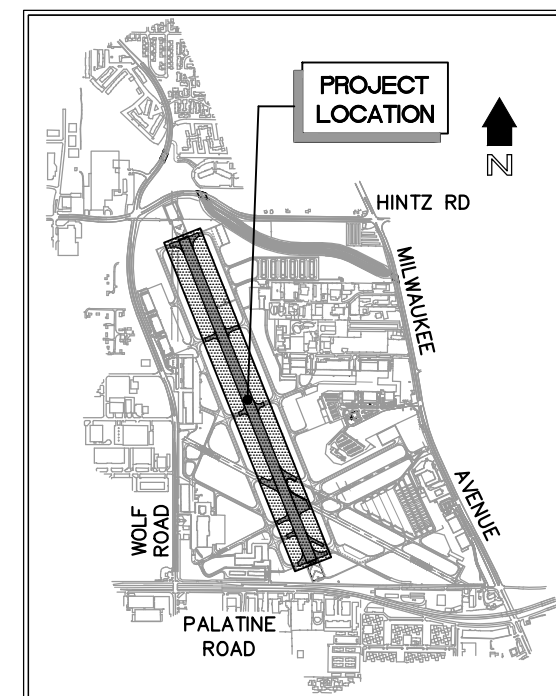 PROJECT
LOCATION
N
HINTZ RD
MILWAUKEE
AVENUE
WOLF
ROAD
PALATINE
ROAD